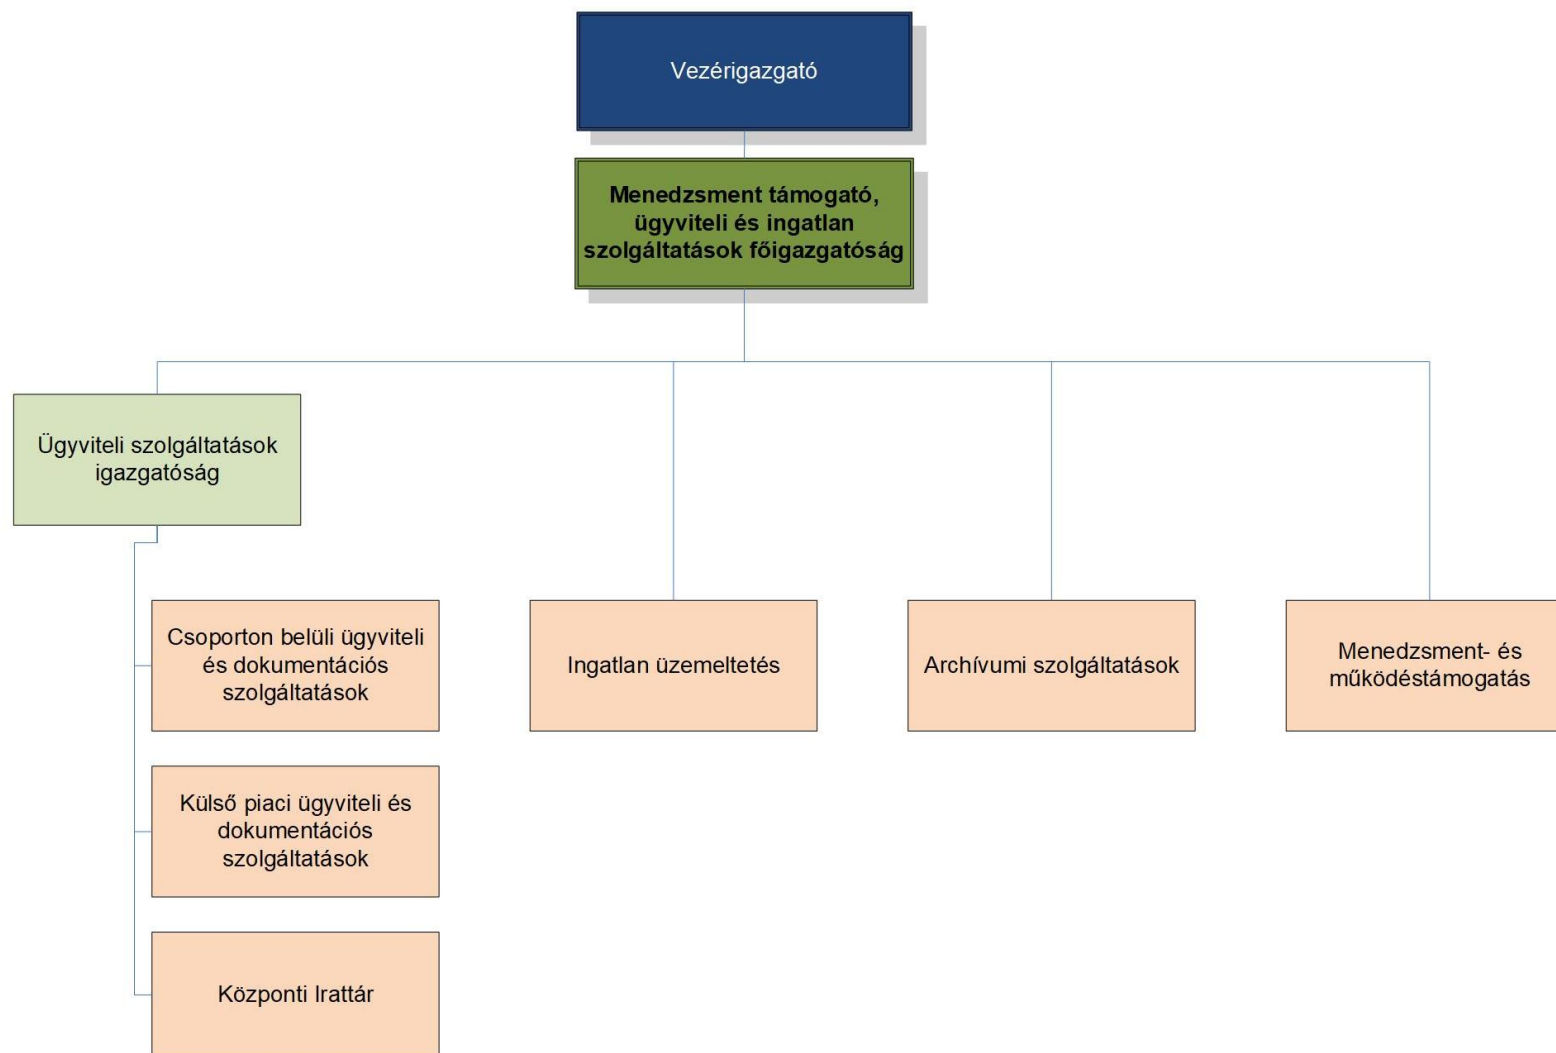 Vezérigazgató
Menedzsment támogató,
ügyviteli és ingatlan
szolgáltatások főigazgatóság
Ügyviteli szolgáltatások
igazgatóság
Csoporton belüli ügyviteli
és dokumentációs
szolgáltatások
Ingatlan üzemeltetés
Archívumi szolgáltatások
Menedzsment- és
működéstámogatás
Külső piaci ügyviteli és
dokumentációs
szolgáltatások
Központi Irattár